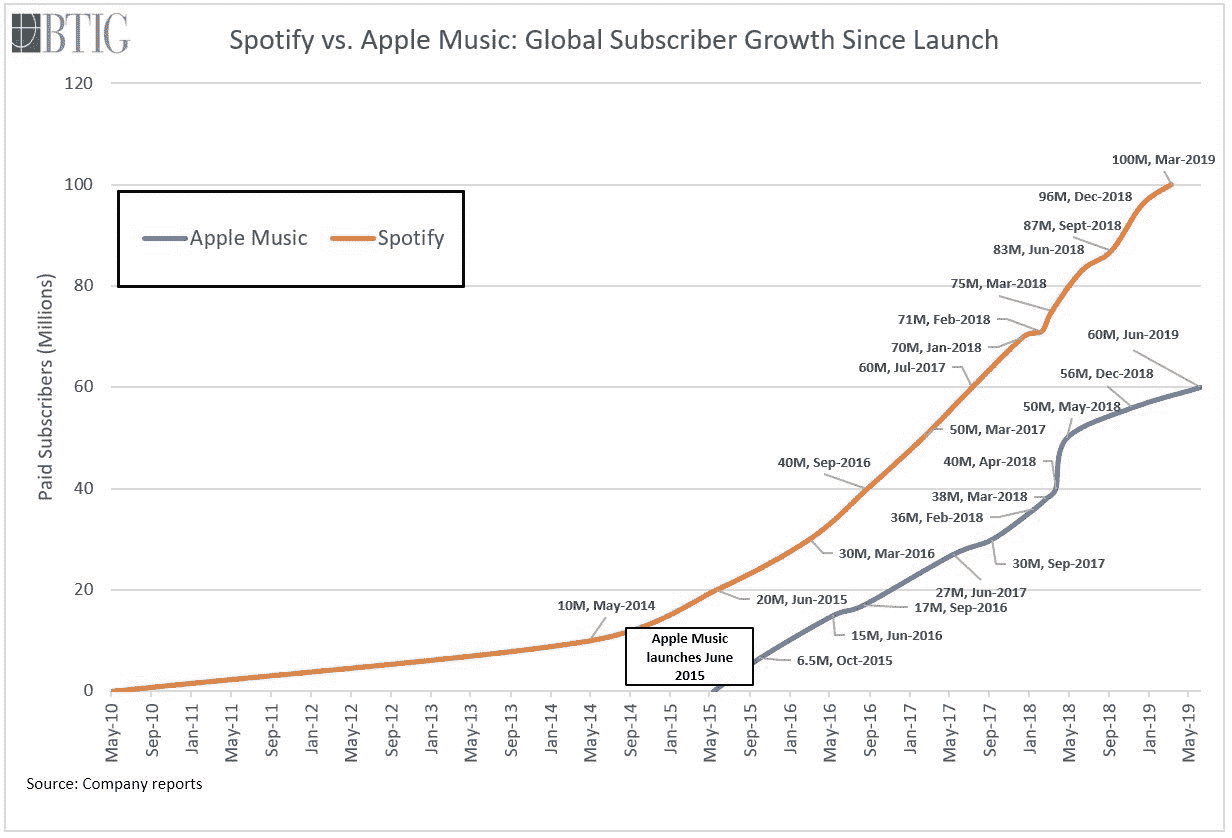 BTIG
Spotify vs. Apple Music: Global Subscriber Growth Since Launch
120
100
80
60
40
20
0
Paid Subscribers (Millions)
Apple Music
Spotify
100M, Mar-2019
96M, Dec-2018
87M, Sept-2018
83M, Jun-2018
75M, Mar-2018
71M, Feb-2018
70M, Jan-2018
60M, Jul-2017
50M, Mar-2017
40M, Sep-2016
30M, Mar-2016
20M, Jun-2015
10M, May-2014
60M, Jun-2019
56M, Dec-2018
50M, May-2018
40M, Apr-2018
38M, Mar-2018
36M, Feb-2018
30M, Sep-2017
27M, Jun-2017
17M, Sep-2016
15M, Jun-2016
6.5M, Oct-2015
Apple Music
launches June
2015
May-10
Sep-10
Jan-11
May-11
Sep-11
Jan-12
May-12
Sep-12
Jan-13
May-13
Sep-13
Jan-14
May-14
Sep-14
Jan-15
May-15
Sep-15
Jan-16
May-16
Sep-16
Jan-17
May-17
Sep-17
Jan-18
May-18
Sep-18
Jan-19
May-19
Source: Company reports